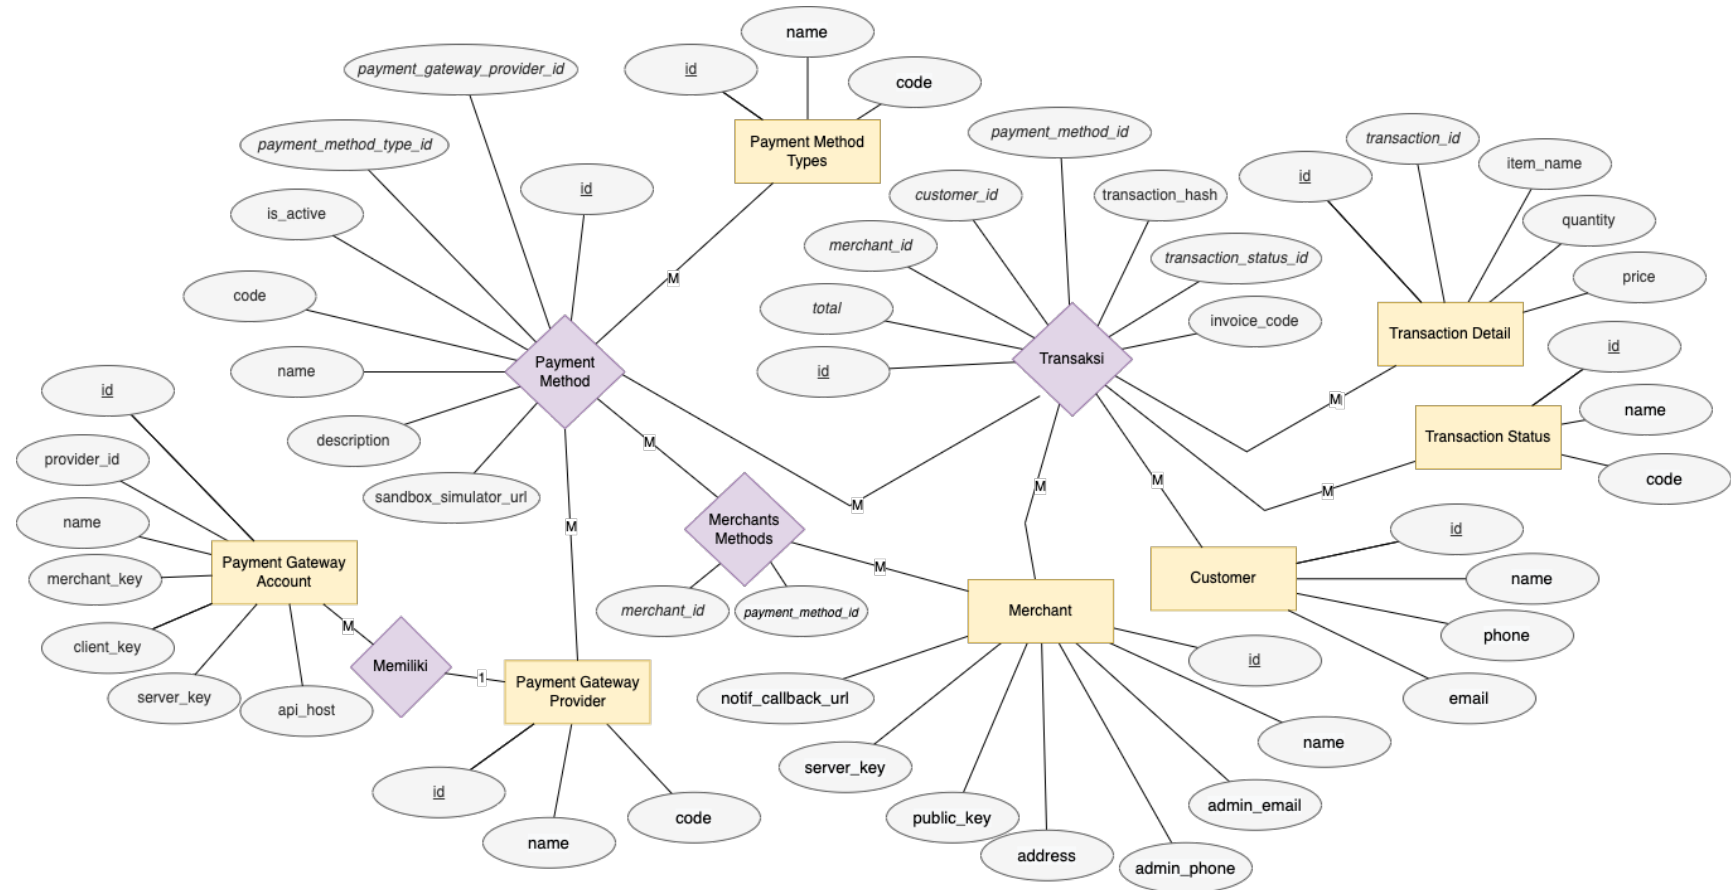 name
payment_gateway_provider_id
id
code
payment_method_id
transaction_id
payment_method_type_id
Payment Method
Types
item_name
id
id
customer_id
transaction_hash
is_active
quantity
merchant_id
transaction_status_id
M
price
code
total
invoice_code
Transaction Detail
id
Payment
Method
Transaksi
name
id
id
M
name
description
M
Transaction Status
provider_id
code
M
M
M
sandbox_simulator_url
M
name
M
Merchants
Methods
id
Payment Gateway
Account
M
merchant_key
Customer
name
merchant_id
payment_method_id
Merchant
M
phone
client_key
Memiliki
id
1
Payment Gateway
Provider
server_key
notif_callback_url
email
api_host
name
server_key
id
admin_email
code
public_key
name
address
admin_phone